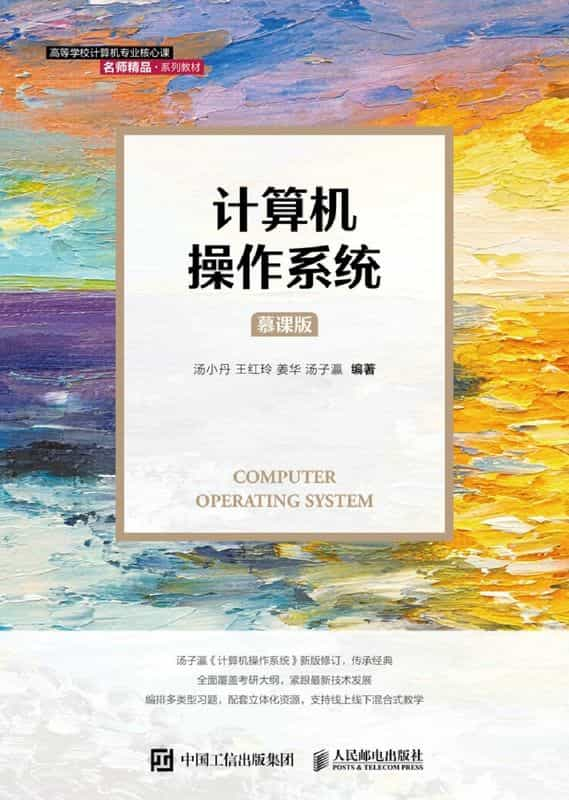 高等学校计算机专业核心课
名师精品·系列教材
计算机
操作系统
慕课版
汤小丹 王红玲 姜华 汤子瀛 编著
COMPUTER
OPERATING SYSTEM
汤子瀛《计算机操作系统》新版修订，传承经典
全面覆盖考研大纲，紧跟最新技术发展
编排多类型习题，配套立体化资源，支持线上线下混合式教学
中国工信出版集团 人民邮电出版社
POSTS & TELECOM PRESS